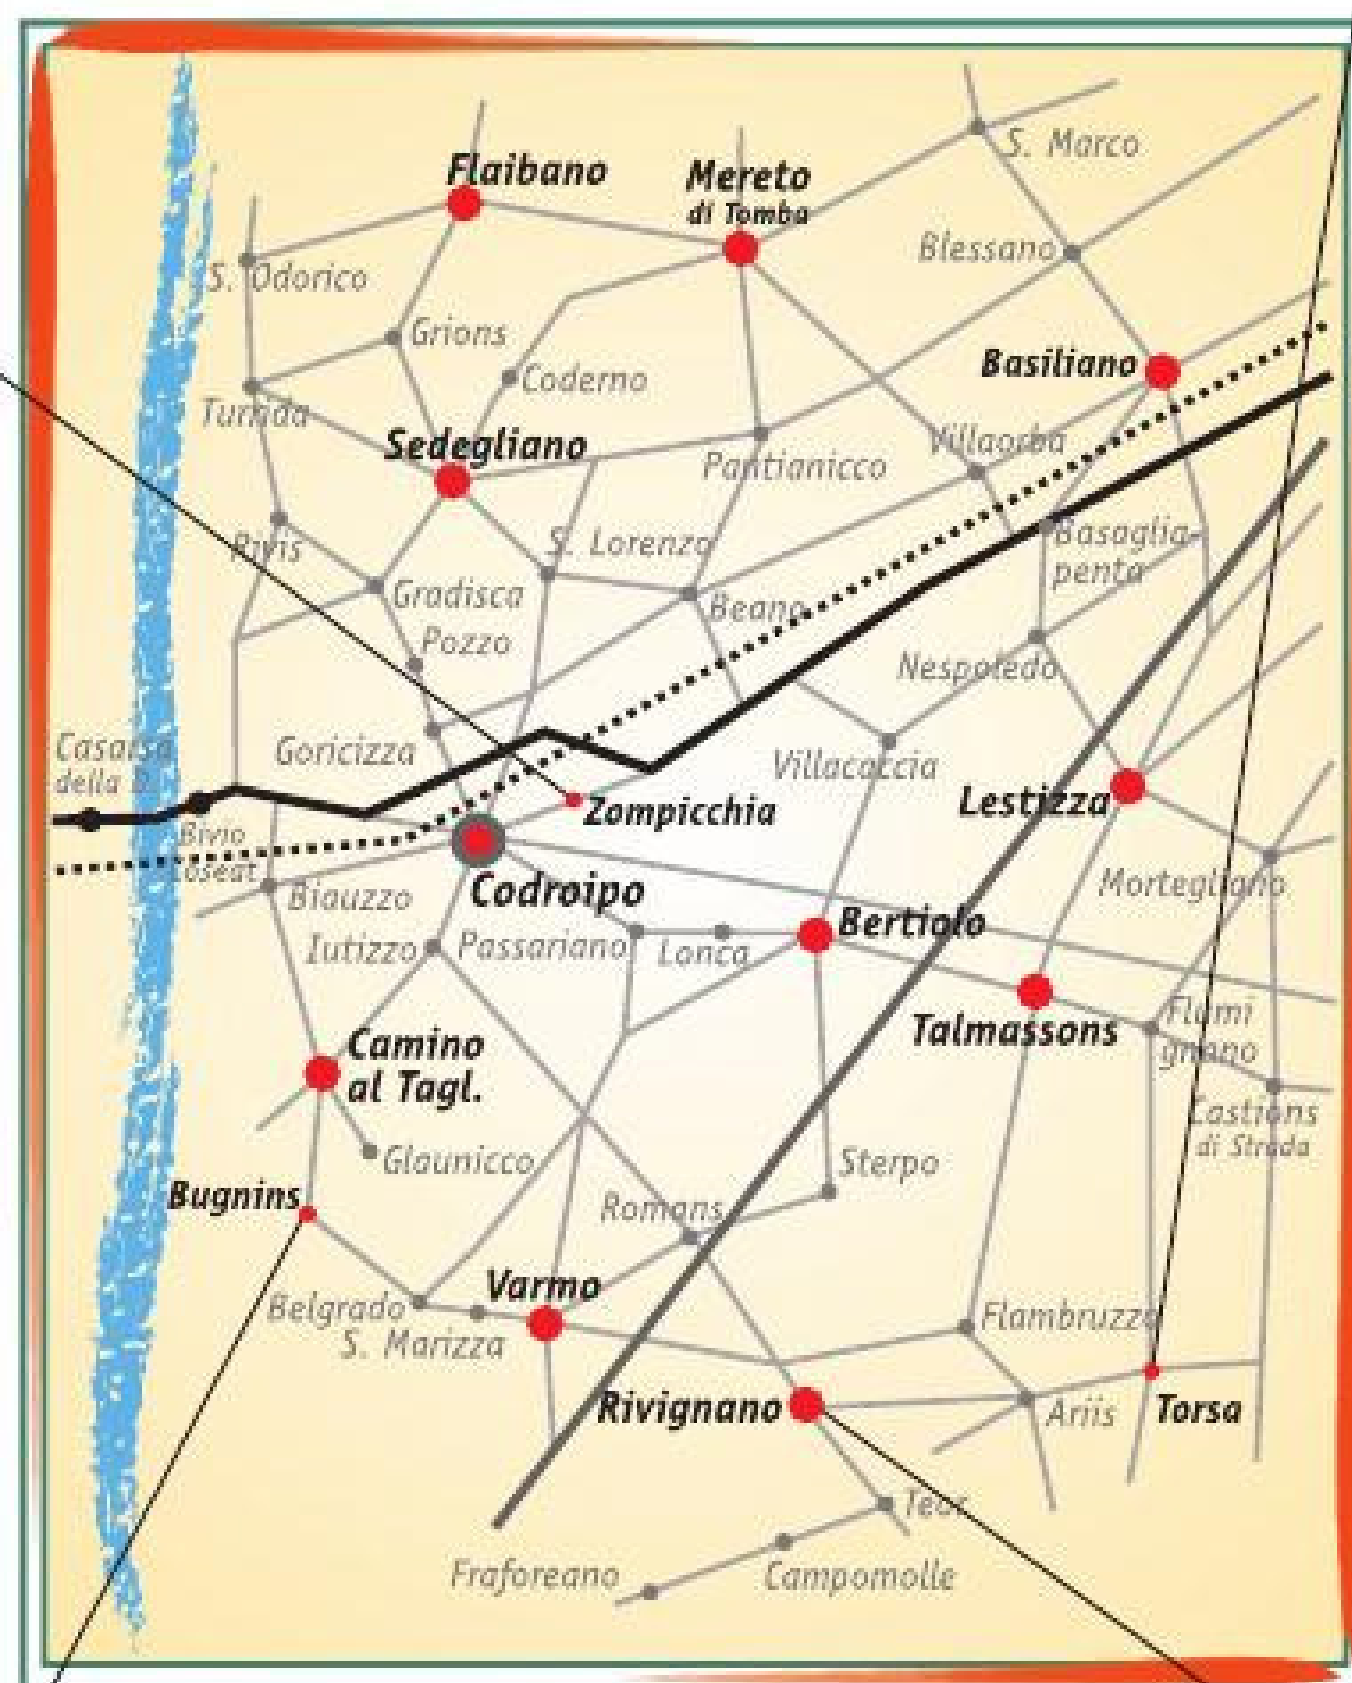 Flaibano
Mereto
di Tomba
S. Marco
Blessano
S. Odorico
Grions
Coderno
Basiliano
Turrida
Sedegliano
Villaorba
Pantianicco
Rivis
S. Lorenzo
Basaglia-
penta
Gradisca
Beano
Pozzo
Nespoledo
Casarsa
della D.
Goricizza
Villacaccia
Lestizza
Zompicchia
Bivio
Coseat
Biauzzo
Codroipo
Mortegliano
Bertiolo
Iutizzo
Passariano
Lonca
Flumi
gnano
Talmassons
Camino
al Tagl.
Castions
di Strada
Glaunicco
Sterpo
Bugnins
Romans
Varmo
Belgrado
S. Marizza
Flambruzzo
Rivignano
Ariis
Torsa
Teor
Fraforeano
Campomolle